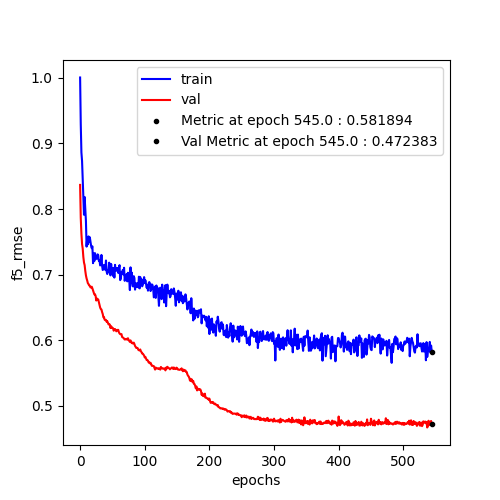 train
val
Metric at epoch 545.0 : 0.581894
Val Metric at epoch 545.0 : 0.472383
1.0
0.9
0.8
0.7
0.6
0.5
f5_rmse
0 100 200 300 400 500
epochs